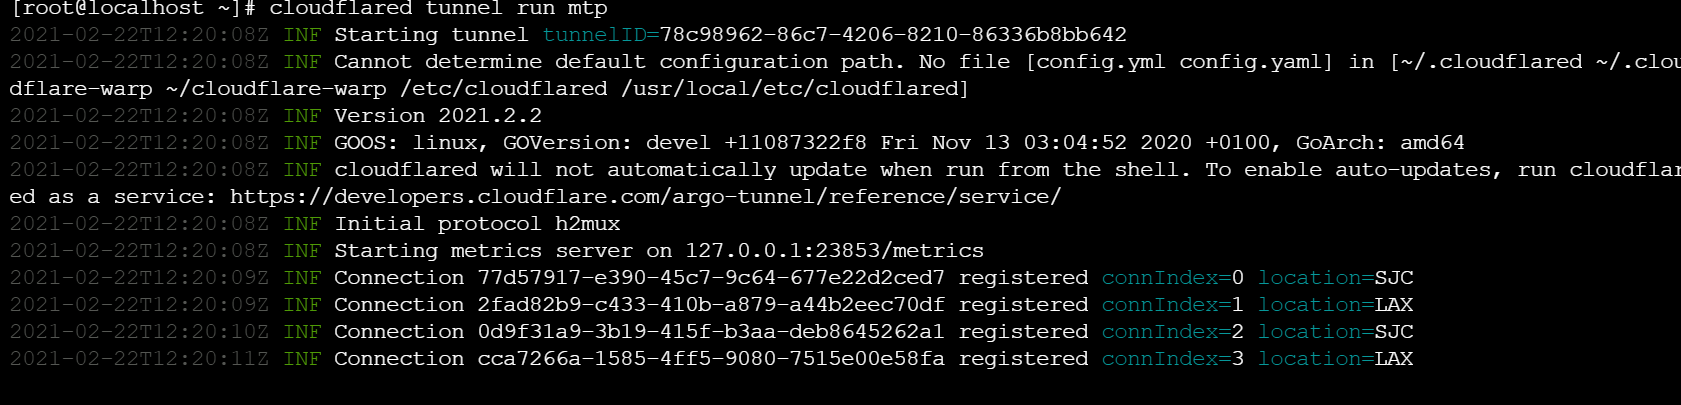 [root@localhost ~]# cloudflared tunnel run mtp
2021-02-22T12:20:08Z INF Starting tunnel tunnelID=78c98962-86c7-4206-8210-86336b8bb642
2021-02-22T12:20:08Z INF Cannot determine default configuration path. No file [config.yml config.yaml] in [~/.cloudflared ~/.clou
dflare-warp ~/cloudflare-warp /etc/cloudflared /usr/local/etc/cloudflared]
2021-02-22T12:20:08Z INF Version 2021.2.2
2021-02-22T12:20:08Z INF GOOS: linux, GOVersion: devel +11087322f8 Fri Nov 13 03:04:52 2020 +0100, GoArch: amd64
2021-02-22T12:20:08Z INF cloudflared will not automatically update when run from the shell. To enable auto-updates, run cloudflar
ed as a service: https://developers.cloudflare.com/argo-tunnel/reference/service/
2021-02-22T12:20:08Z INF Initial protocol h2mux
2021-02-22T12:20:08Z INF Starting metrics server on 127.0.0.1:23853/metrics
2021-02-22T12:20:09Z INF Connection 77d57917-e390-45c7-9c64-677e22d2ced7 registered connIndex=0 location=SJC
2021-02-22T12:20:09Z INF Connection 2fad82b9-c433-410b-a879-a44b2eec70df registered connIndex=1 location=LAX
2021-02-22T12:20:10Z INF Connection 0d9f31a9-3b19-415f-b3aa-deb8645262a1 registered connIndex=2 location=SJC
2021-02-22T12:20:11Z INF Connection cca7266a-1585-4ff5-9080-7515e00e58fa registered connIndex=3 location=LAX